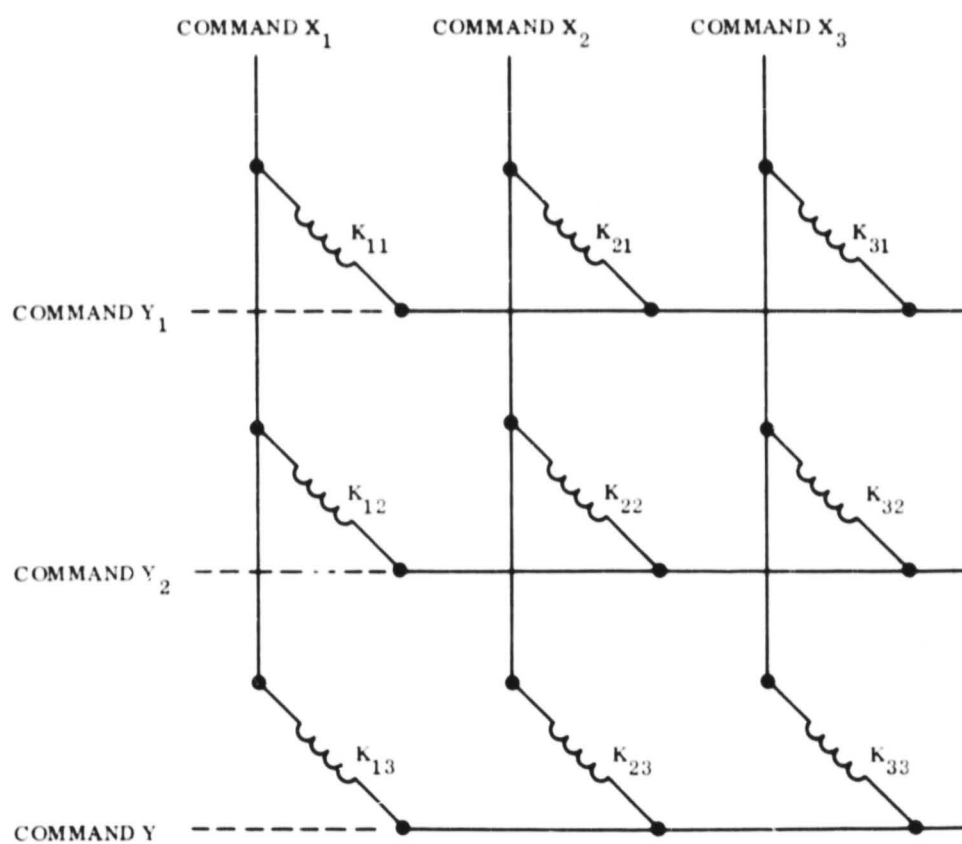 COMMAND X1 COMMAND X2 COMMAND X3
K11 K21 K31
COMMAND Y1
K12 K22 K32
COMMAND Y2
K13 K23 K33
COMMAND Y